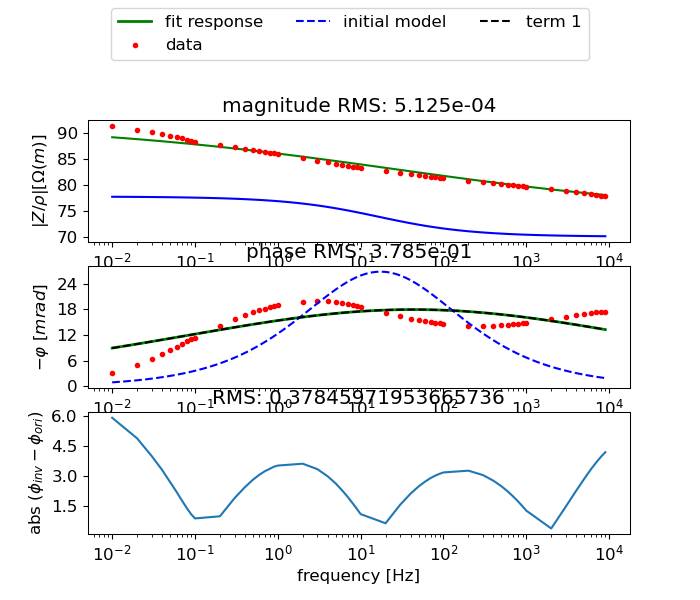 fit response initial model term 1
data
magnitude RMS: 5.125e-04
90
85
80
75
70
|Z/ρ|[Ω(m)]
10⁻² 10⁻¹ 10⁰ 10¹ 10² 10³ 10⁴
phase RMS: 3.785e-01
24
18
12
6
0
−φ [mrad]
10⁻² 10⁻¹ 10⁰ 10¹ 10² 10³ 10⁴
RMS: 0.37845971953665736
6.0
4.5
3.0
1.5
abs (ϕ_inv − ϕ_ori)
10⁻² 10⁻¹ 10⁰ 10¹ 10² 10³ 10⁴
frequency [Hz]